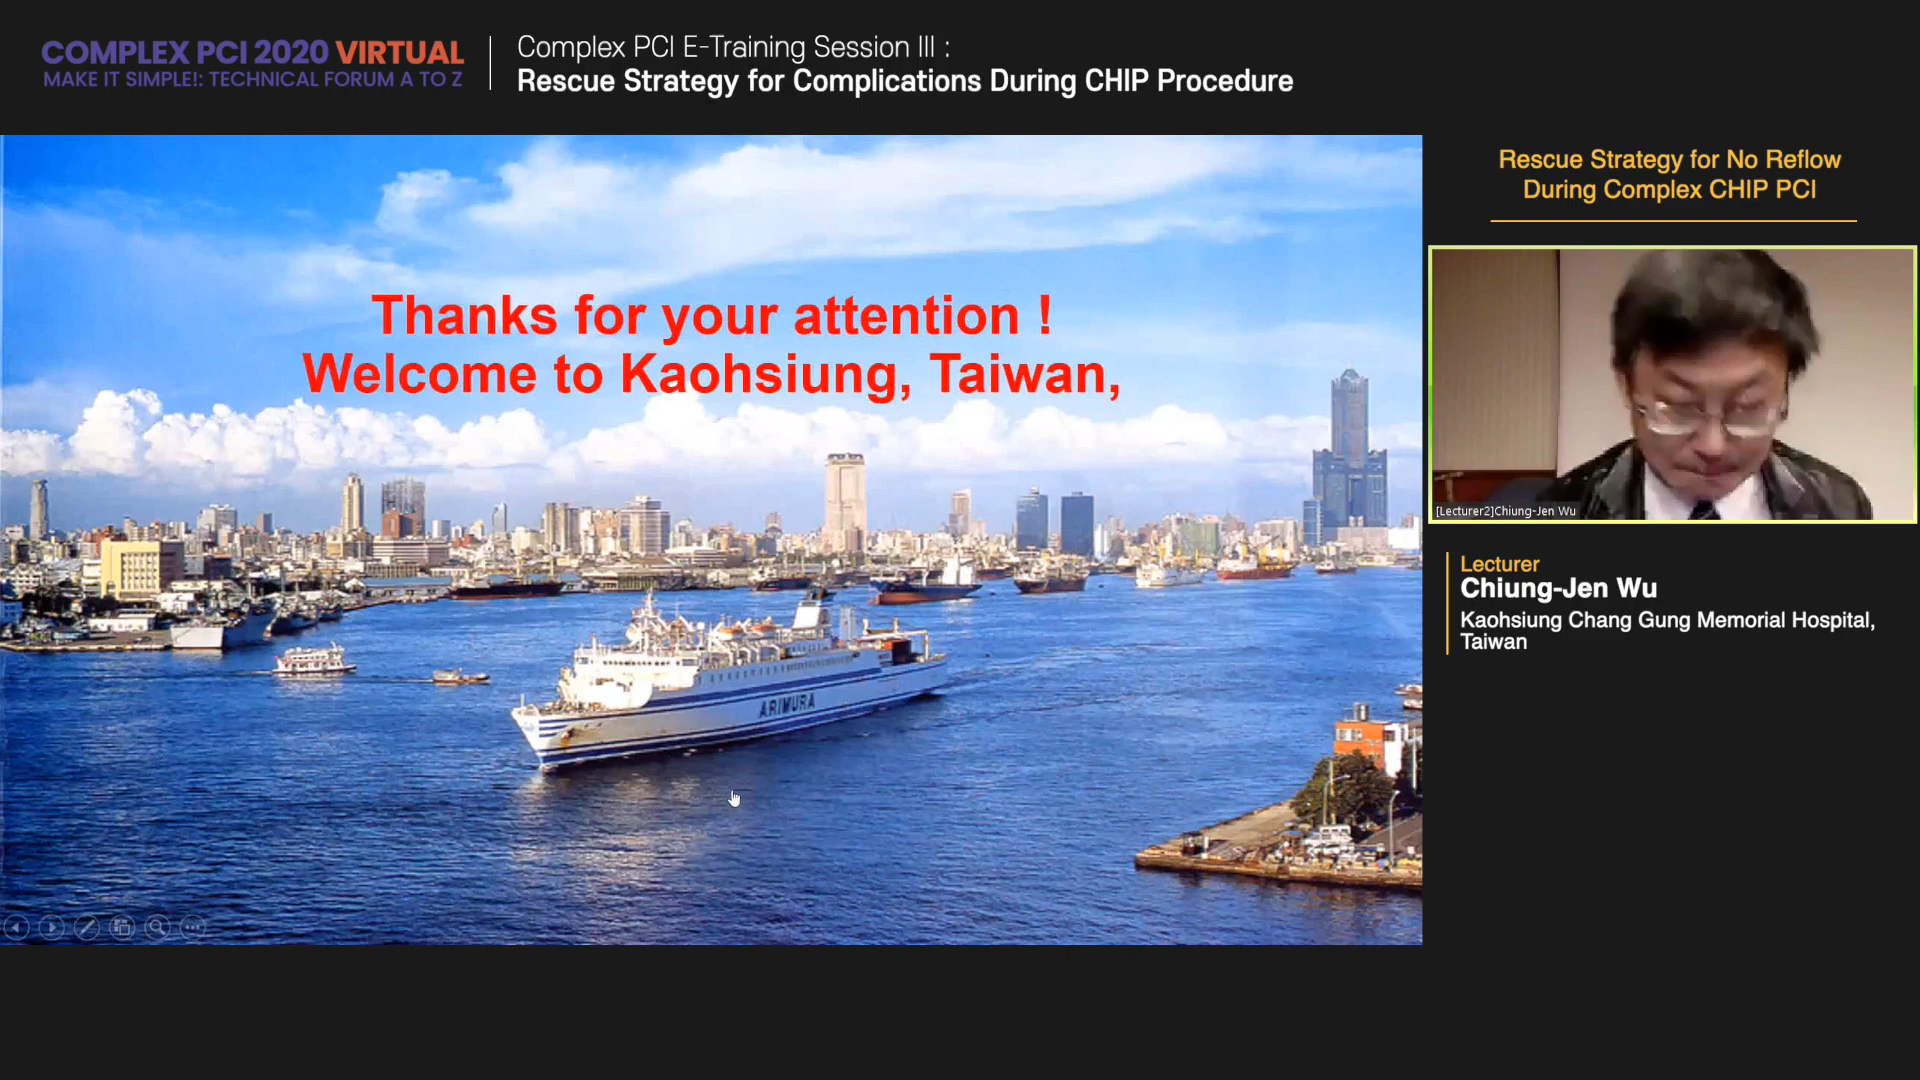 COMPLEX PCI 2020 VIRTUAL
MAKE IT SIMPLE!: TECHNICAL FORUM A TO Z
Complex PCI E-Training Session III :
Rescue Strategy for Complications During CHIP Procedure
Thanks for your attention !
Welcome to Kaohsiung, Taiwan,
ARIMURA
Rescue Strategy for No Reflow
During Complex CHIP PCI
[Lecturer2]Chiung-Jen Wu
Lecturer
Chiung-Jen Wu
Kaohsiung Chang Gung Memorial Hospital,
Taiwan